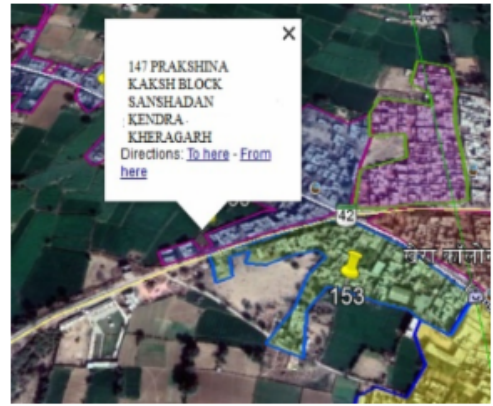 147 PRAKSHINA
KAKSH BLOCK
SANSHADAN
KENDRA
KHERAGARH
Directions: To here - From
here
42
153